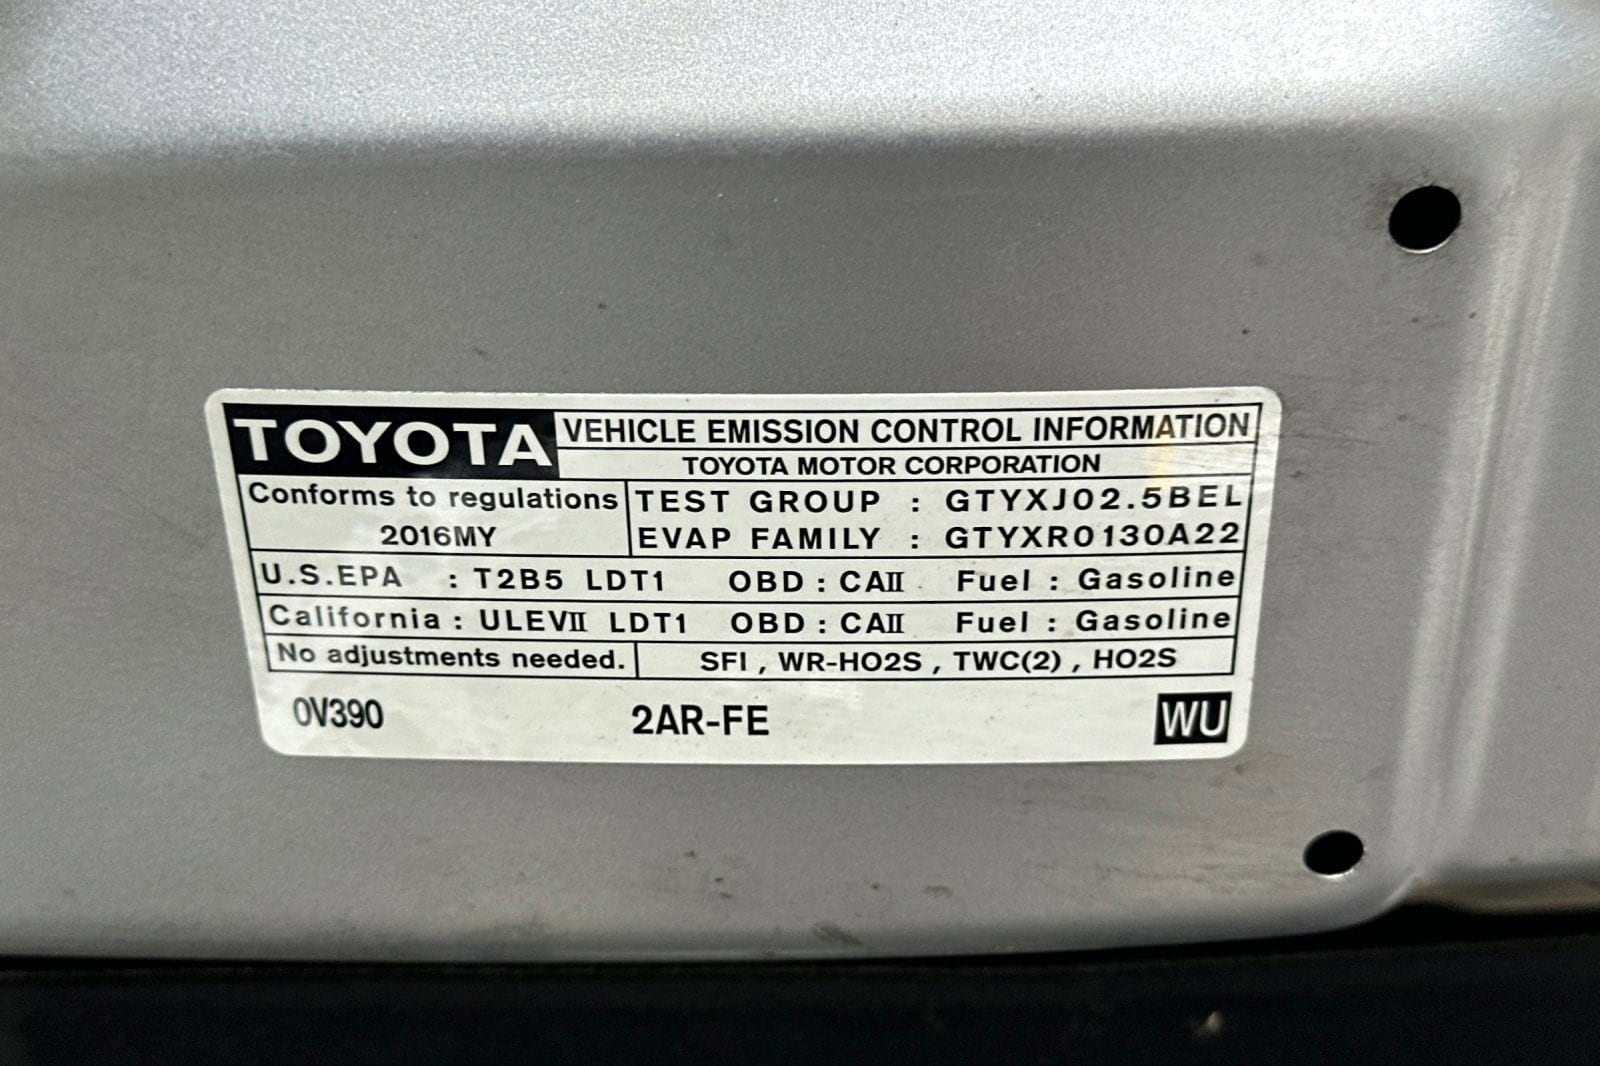 TOYOTA VEHICLE EMISSION CONTROL INFORMATION
TOYOTA MOTOR CORPORATION
Conforms to regulations
2016MY
TEST GROUP : GTYXJ02.5BEL
EVAP FAMILY : GTYXR0130A22
U.S.EPA : T2B5 LDT1 OBD : CAⅡ Fuel : Gasoline
California : ULEVⅡ LDT1 OBD : CAⅡ Fuel : Gasoline
No adjustments needed. SFI , WR-HO2S , TWC(2) , HO2S
0V390 2AR-FE WU